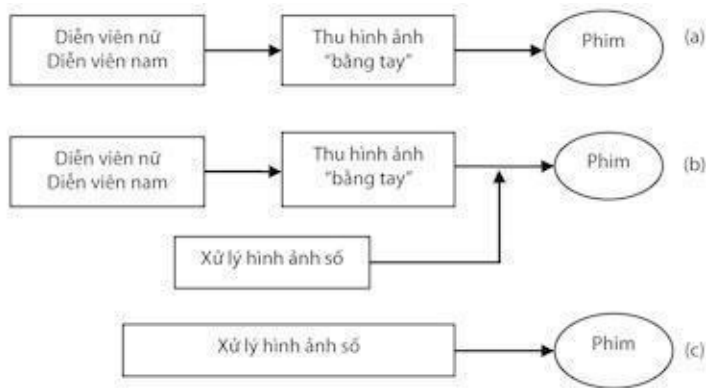 Diễn viên nữ
Diễn viên nam
Thu hình ảnh
"bằng tay"
Phim
(a)
Diễn viên nữ
Diễn viên nam
Thu hình ảnh
"bằng tay"
Phim
(b)
Xử lý hình ảnh số
Xử lý hình ảnh số
Phim
(c)